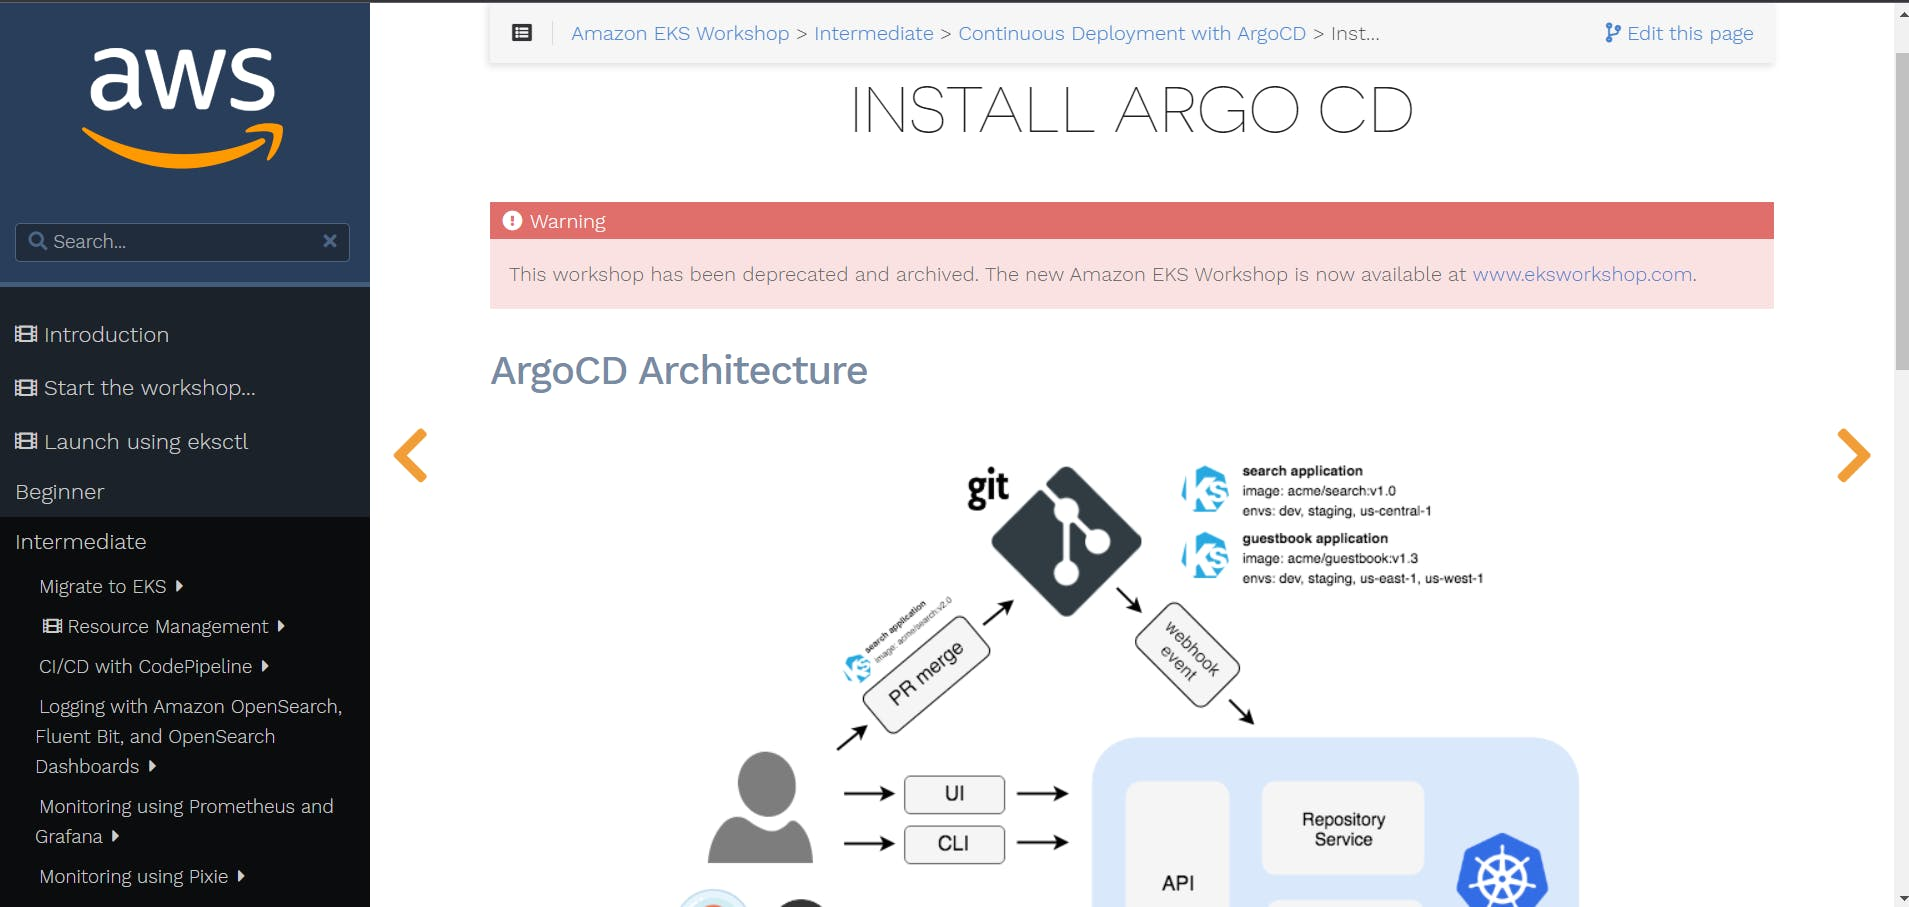 aws
Search...
Introduction
Start the workshop...
Launch using eksctl
Beginner
Intermediate
Migrate to EKS
Resource Management
CI/CD with CodePipeline
Logging with Amazon OpenSearch,
Fluent Bit, and OpenSearch
Dashboards
Monitoring using Prometheus and
Grafana
Monitoring using Pixie
Amazon EKS Workshop > Intermediate > Continuous Deployment with ArgoCD > Inst...
Edit this page
INSTALL ARGO CD
Warning
This workshop has been deprecated and archived. The new Amazon EKS Workshop is now available at www.eksworkshop.com.
ArgoCD Architecture
git
search application
image: acme/search:v1.0
envs: dev, staging, us-central-1
guestbook application
image: acme/guestbook:v1.3
envs: dev, staging, us-east-1, us-west-1
search application
image: acme/search:v2.0
PR merge
webhook
event
UI
CLI
API
Repository
Service